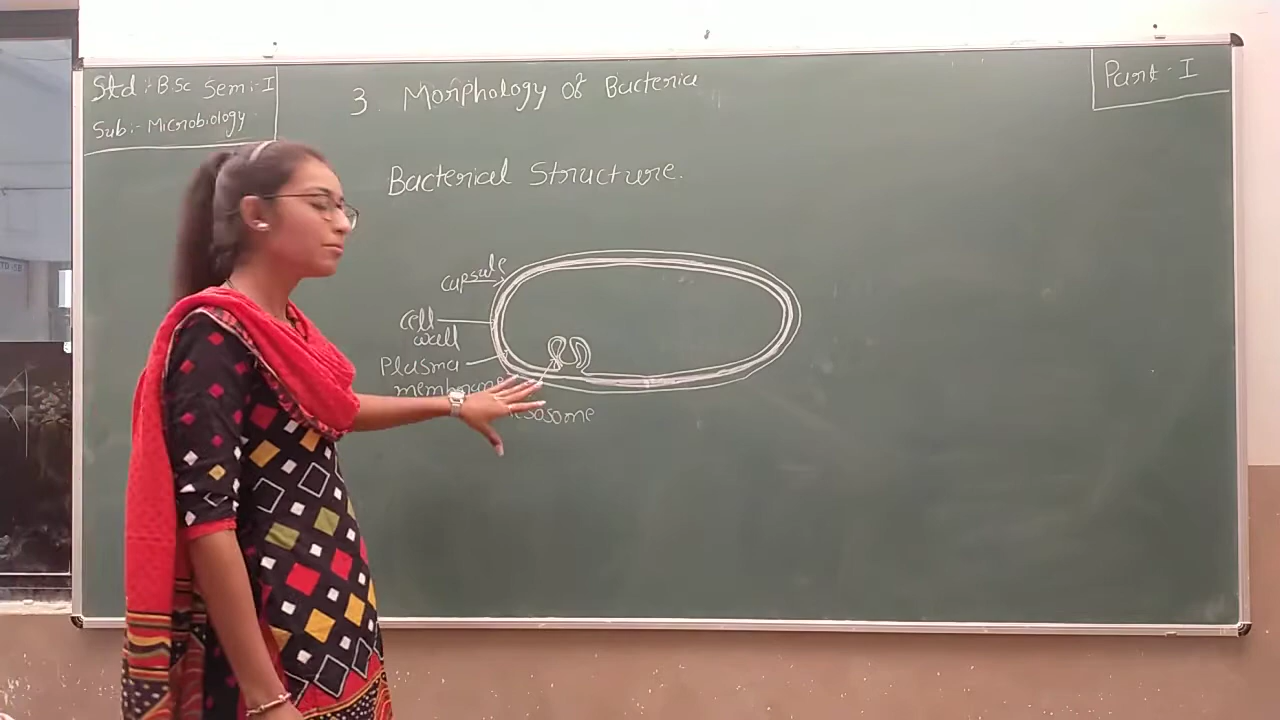 Std :- B.Sc Sem :- I
Sub :- Microbiology
3. Morphology of Bacteria
Part - I
Bacterial Structure.
capsule
cell
wall
Plasma
membrane